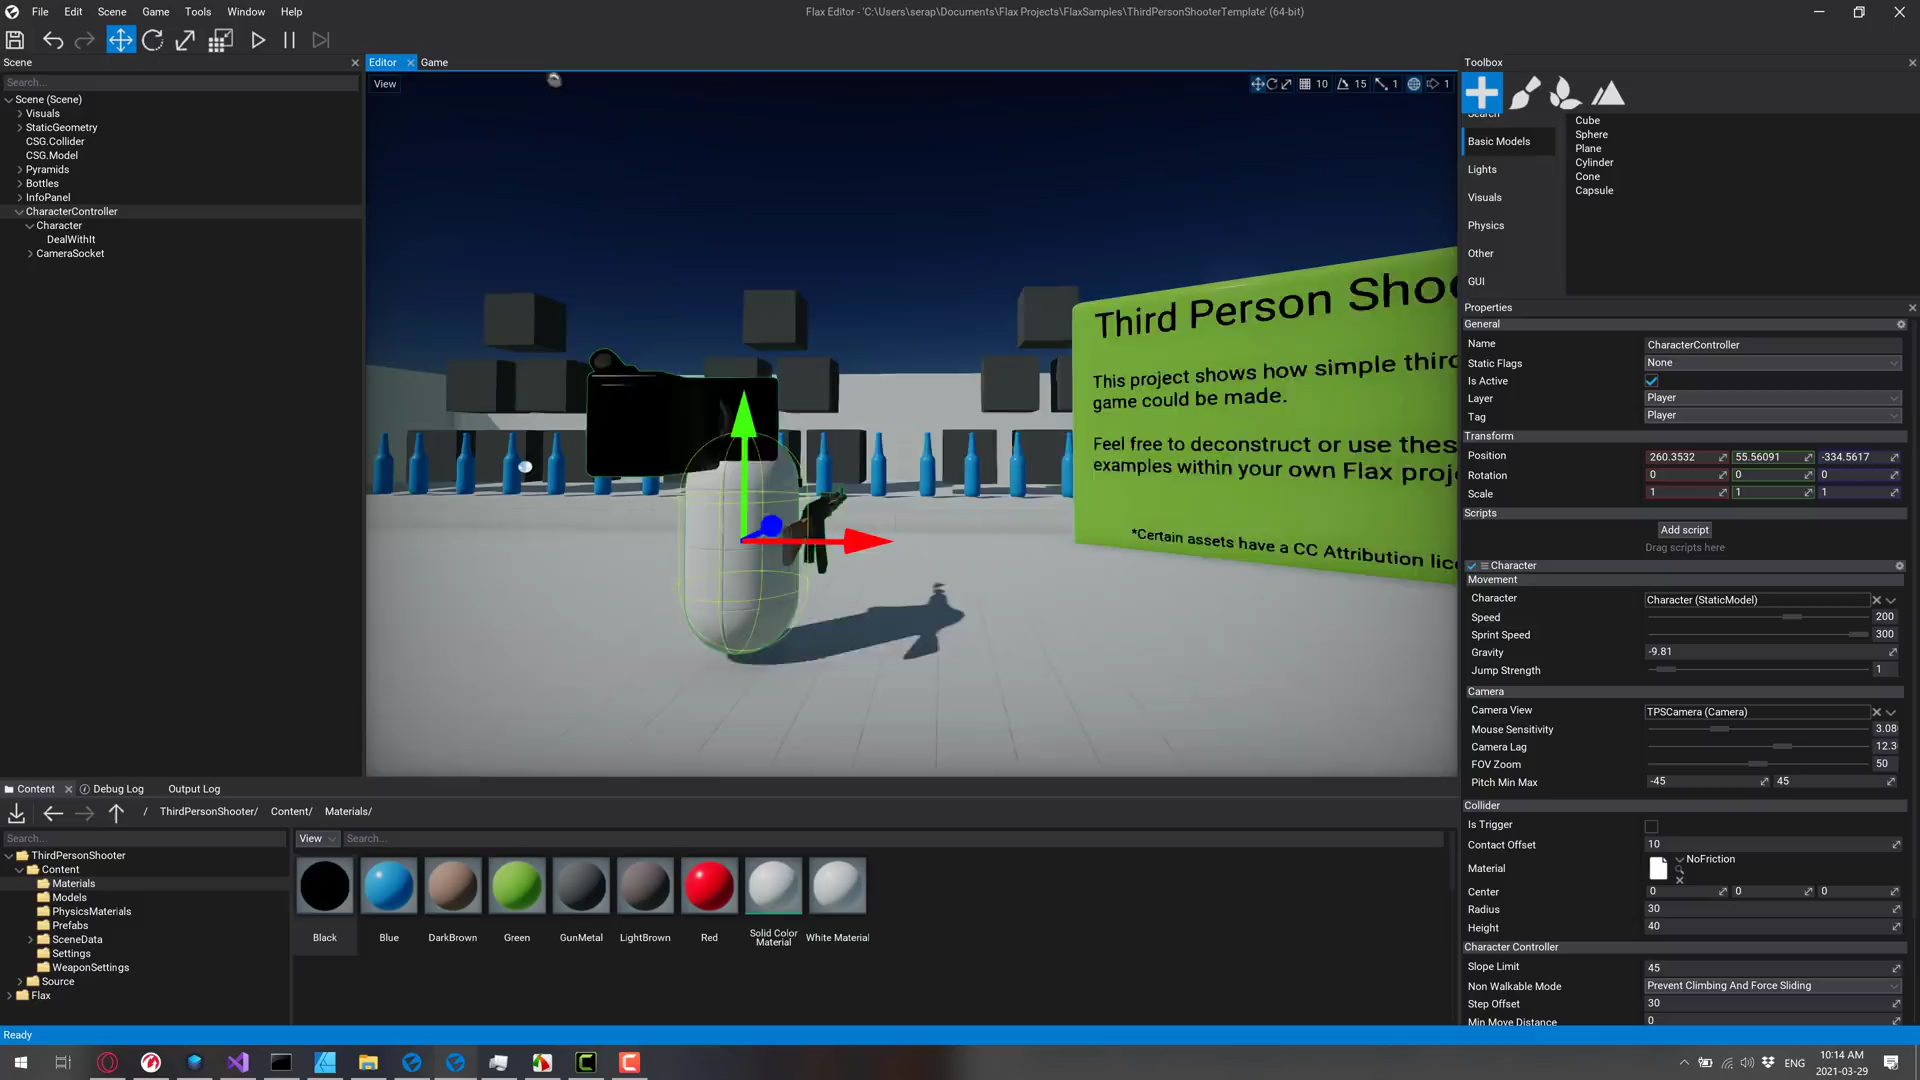 File Edit Scene Game Tools Window Help
Flax Editor - 'C:\Users\serap\Documents\Flax Projects\FlaxSamples\ThirdPersonShooterTemplate' (64-bit)
Scene
Search...
Scene (Scene)
Visuals
StaticGeometry
CSG.Collider
CSG.Model
Pyramids
Bottles
InfoPanel
CharacterController
Character
DealWithIt
CameraSocket
Editor
Game
View
10
15
1
1
Third Person Shoo
This project shows how simple third
game could be made.
Feel free to deconstruct or use thes
examples within your own Flax proj
*Certain assets have a CC Attribution lic
Toolbox
Search
Basic Models
Lights
Visuals
Physics
Other
GUI
Cube
Sphere
Plane
Cylinder
Cone
Capsule
Properties
General
Name CharacterController
Static Flags None
Is Active
Layer Player
Tag Player
Transform
Position 260.3532 55.56091 -334.5617
Rotation 0 0 0
Scale 1 1 1
Scripts
Add script
Drag scripts here
Character
Movement
Character Character (StaticModel)
Speed 200
Sprint Speed 300
Gravity -9.81
Jump Strength 1
Camera
Camera View TPSCamera (Camera)
Mouse Sensitivity 3.08
Camera Lag 12.3
FOV Zoom 50
Pitch Min Max -45 45
Collider
Is Trigger
Contact Offset 10
Material NoFriction
Center 0 0 0
Radius 30
Height 40
Character Controller
Slope Limit 45
Non Walkable Mode Prevent Climbing And Force Sliding
Step Offset 30
Min Move Distance 0
Content Debug Log Output Log
/ ThirdPersonShooter/ Content/ Materials/
Search...
View Search...
ThirdPersonShooter
Content
Materials
Models
PhysicsMaterials
Prefabs
SceneData
Settings
WeaponSettings
Source
Flax
Black
Blue
DarkBrown
Green
GunMetal
LightBrown
Red
Solid Color
Material
White Material
Ready
ENG
10:14 AM
2021-03-29